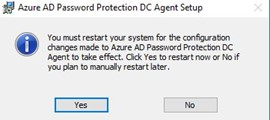 Azure AD Password Protection DC Agent Setup
You must restart your system for the configuration
changes made to Azure AD Password Protection DC
Agent to take effect. Click Yes to restart now or No if
you plan to manually restart later.
Yes
No